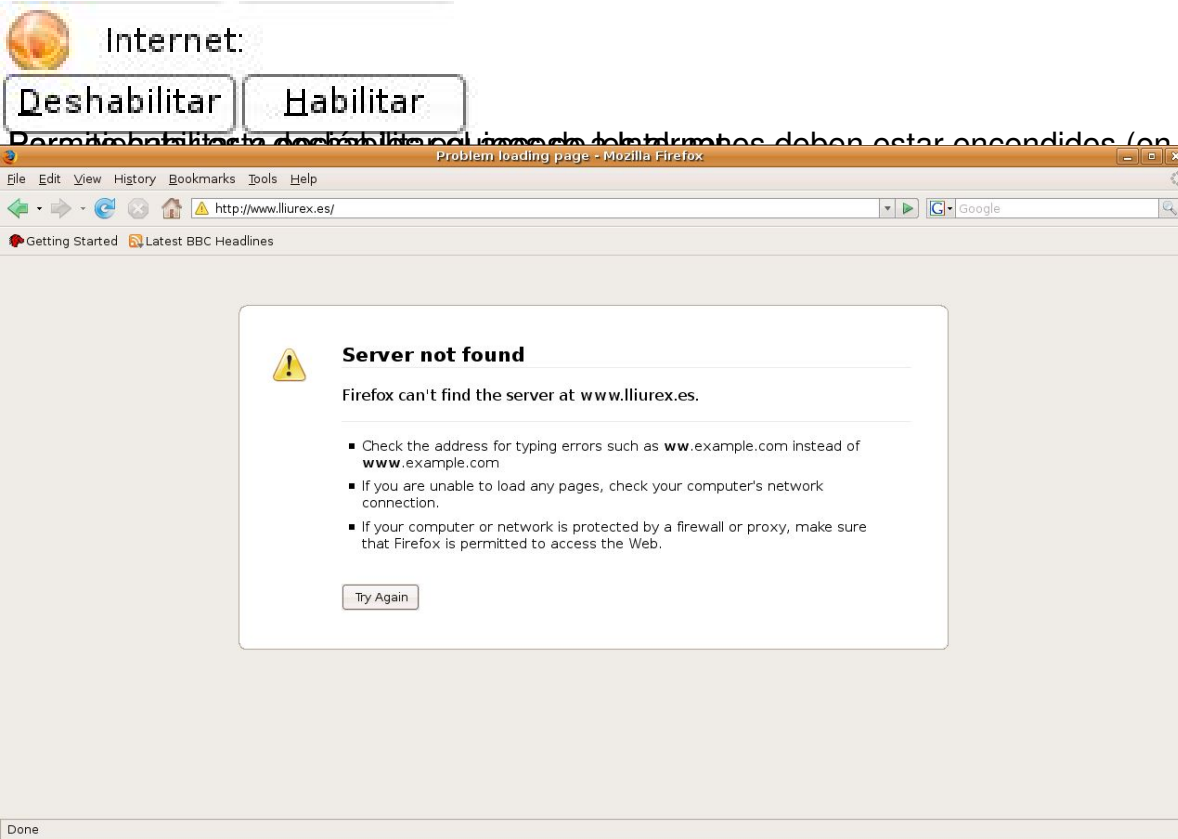 Internet:
Deshabilitar Habilitar
deben estar encendidos (en
Problem loading page - Mozilla Firefox
File Edit View History Bookmarks Tools Help
http://www.lliurex.es/ G Google
Getting Started Latest BBC Headlines
Server not found
Firefox can't find the server at www.lliurex.es.
Check the address for typing errors such as ww.example.com instead of
www.example.com
If you are unable to load any pages, check your computer's network
connection.
If your computer or network is protected by a firewall or proxy, make sure
that Firefox is permitted to access the Web.
Try Again
Done